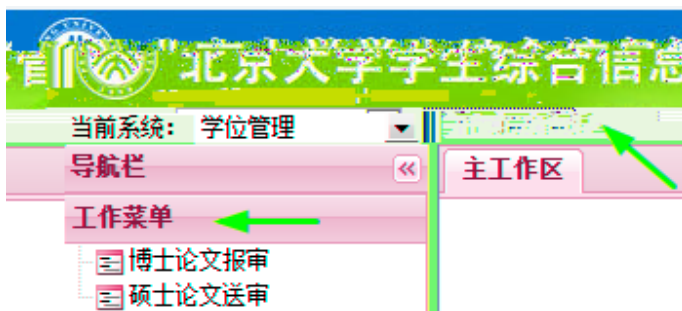 北京大学学生综合信息
当前系统： 学位管理
导航栏
主工作区
工作菜单
博士论文报审
硕士论文送审